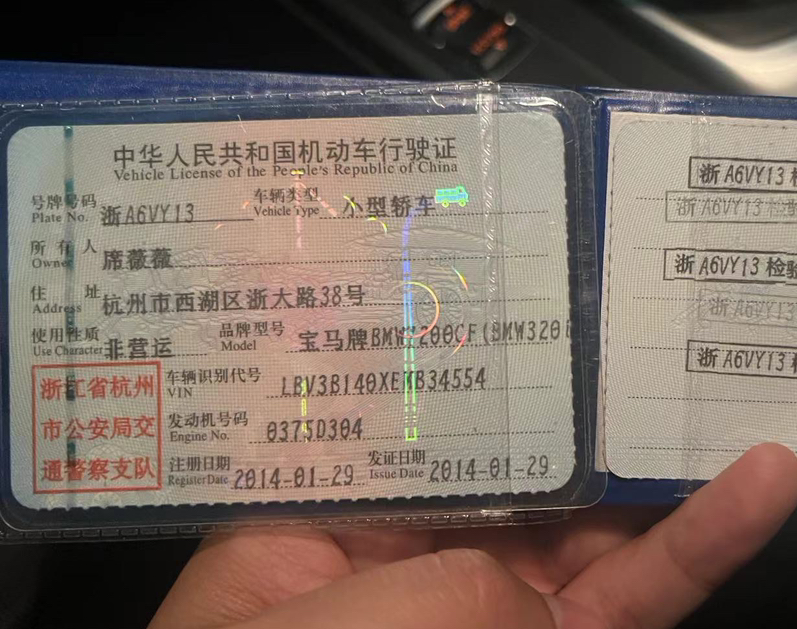 中华人民共和国机动车行驶证
Vehicle License of the People's Republic of China
号牌号码 浙A6VY13 车辆类型 小型轿车
Plate No. Vehicle Type
所有人 席薇薇
Owner
住址 杭州市西湖区浙大路38号
Address
使用性质 非营运 品牌型号 宝马牌
Use Character Model
浙江省杭州
市公安局交
通警察支队
车辆识别代号
VIN
发动机号码 0375D304
Engine No.
注册日期 2014-01-29 发证日期 2014-01-29
Register Date Issue Date
浙A6VY13
浙A6VY13
浙A6VY13 检验
浙A6VY13
浙A6VY13